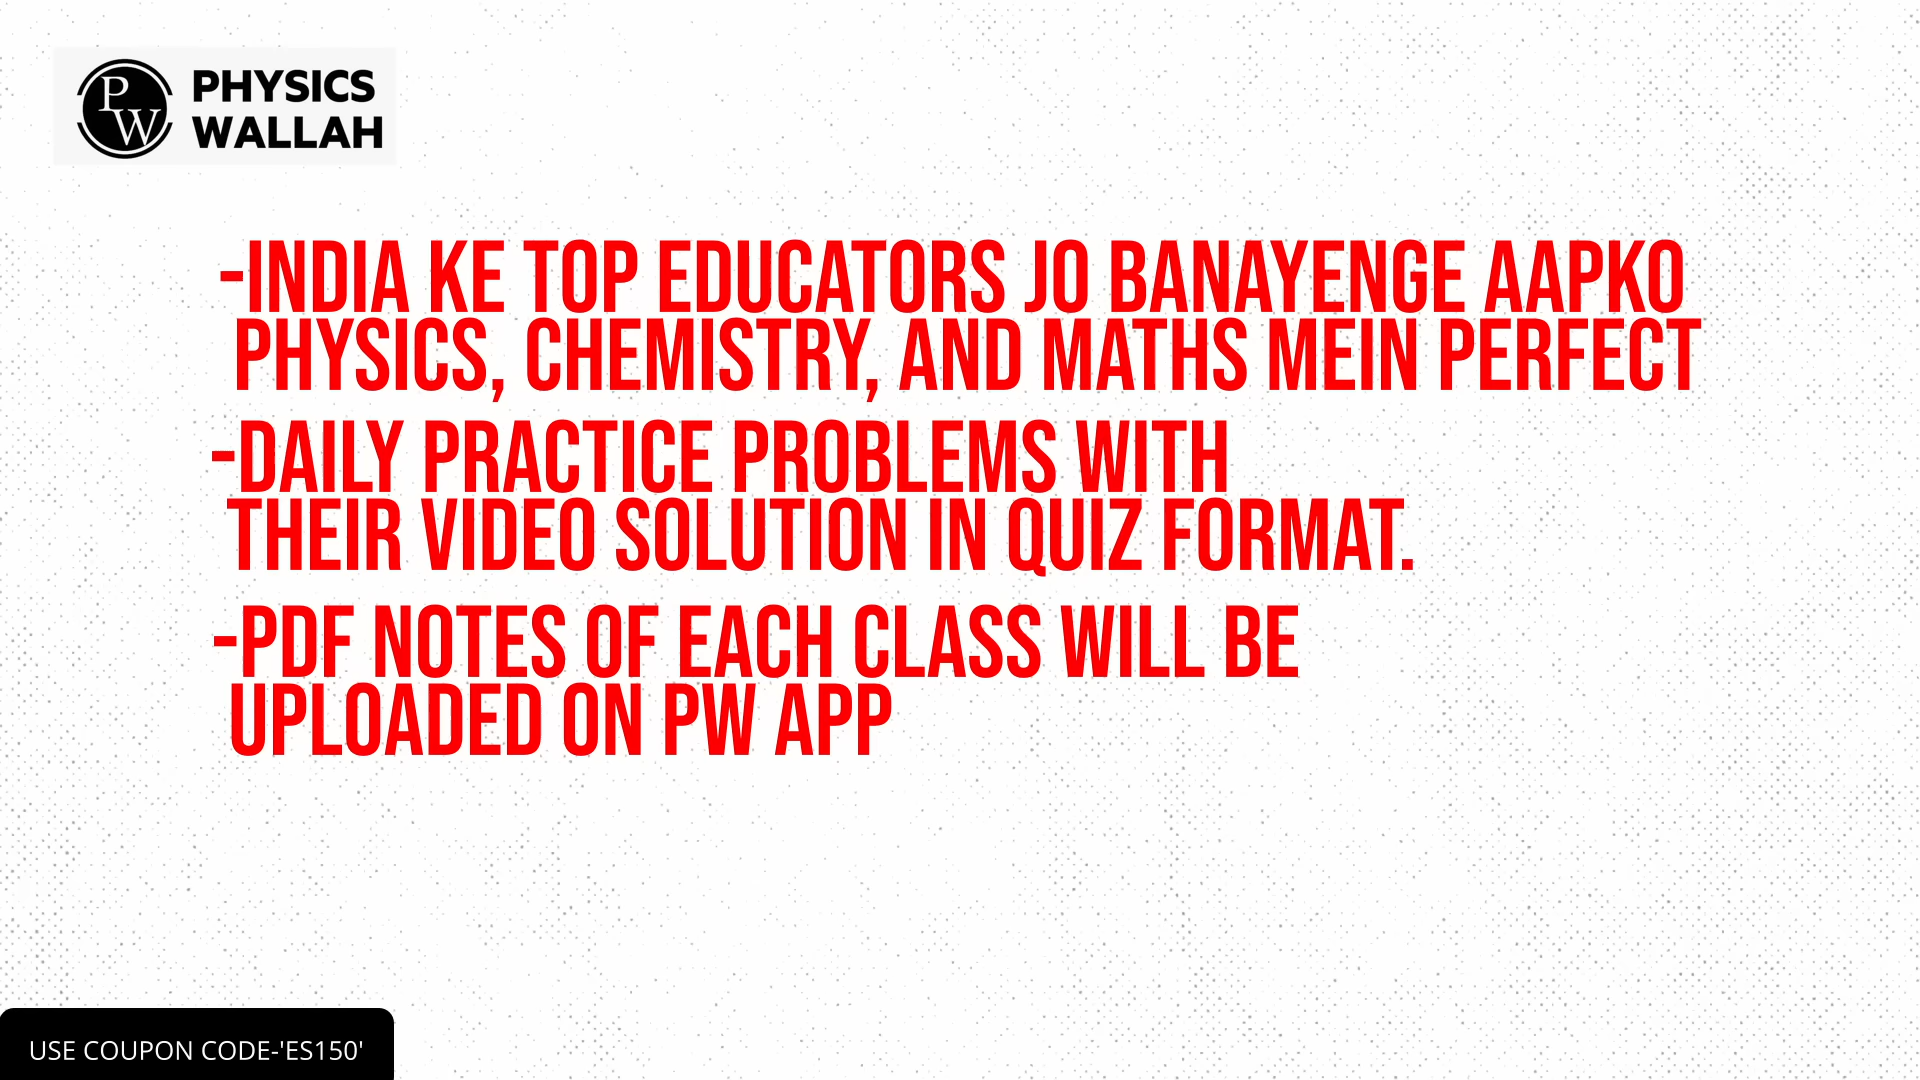 PW
PHYSICS
WALLAH
-INDIA KE TOP EDUCATORS JO BANAYENGE AAPKO
PHYSICS, CHEMISTRY, AND MATHS MEIN PERFECT
-DAILY PRACTICE PROBLEMS WITH
THEIR VIDEO SOLUTION IN QUIZ FORMAT.
-PDF NOTES OF EACH CLASS WILL BE
UPLOADED ON PW APP
USE COUPON CODE-'ES150'